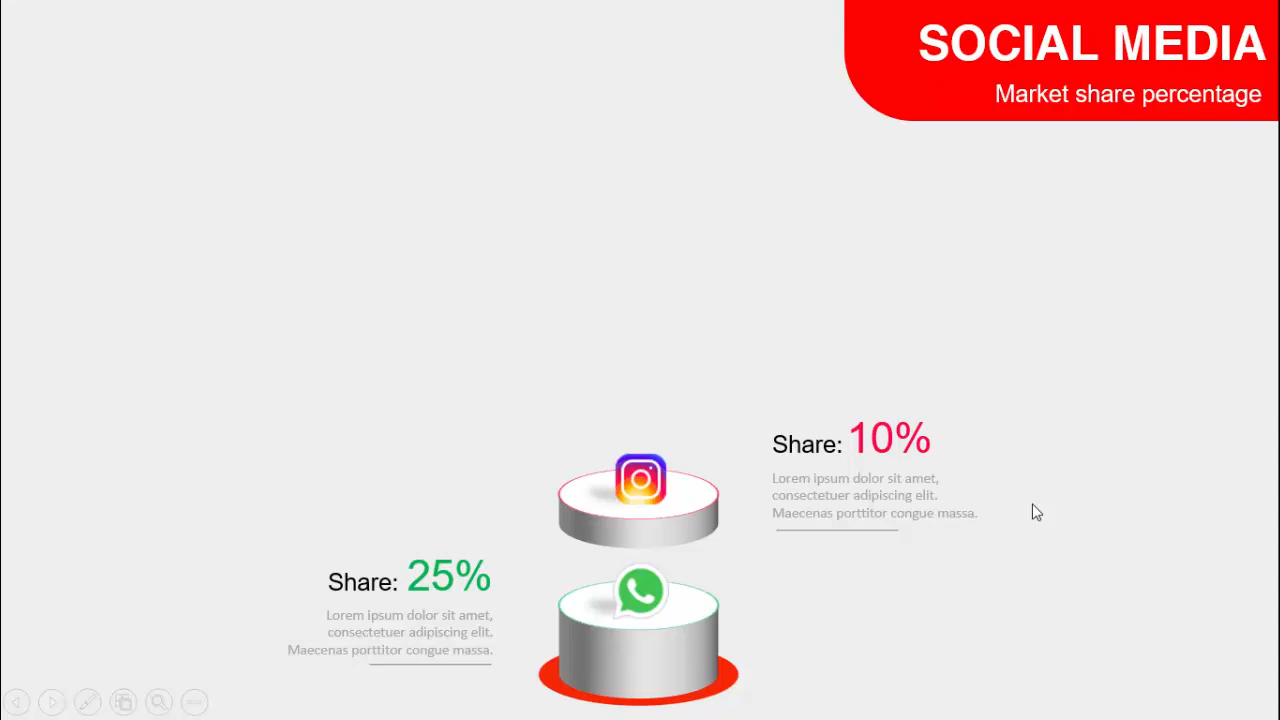 SOCIAL MEDIA
Market share percentage
Share: 10%
Lorem ipsum dolor sit amet,
consectetuer adipiscing elit.
Maecenas porttitor congue massa.
Share: 25%
Lorem ipsum dolor sit amet,
consectetuer adipiscing elit.
Maecenas porttitor congue massa.